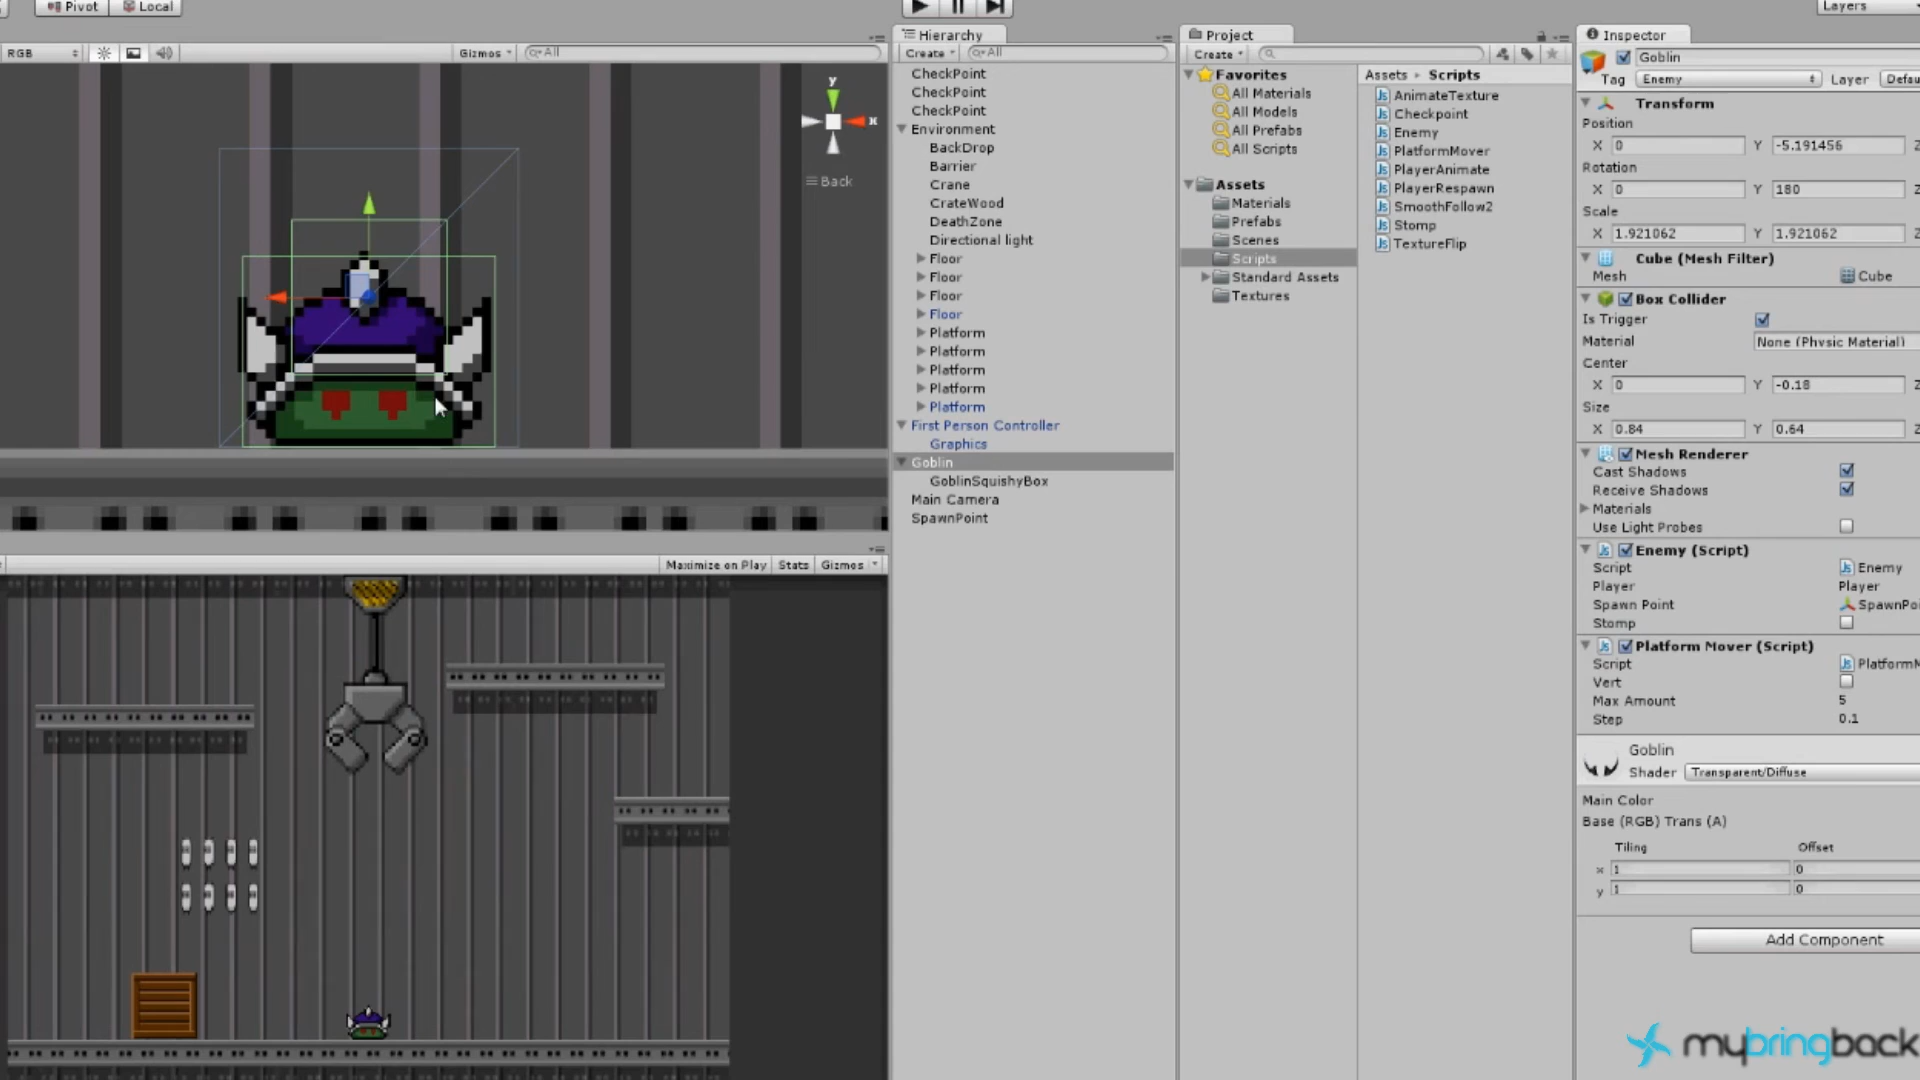 Pivot Local
Layers
RGB
Gizmos
All
y
x
Back
Maximize on Play Stats Gizmos
Hierarchy
Create All
CheckPoint
CheckPoint
CheckPoint
Environment
BackDrop
Barrier
Crane
CrateWood
DeathZone
Directional light
Floor
Floor
Floor
Floor
Platform
Platform
Platform
Platform
Platform
First Person Controller
Graphics
Goblin
GoblinSquishyBox
Main Camera
SpawnPoint
Project
Create
Favorites
All Materials
All Models
All Prefabs
All Scripts
Assets
Materials
Prefabs
Scenes
Scripts
Standard Assets
Textures
Assets Scripts
AnimateTexture
Checkpoint
Enemy
PlatformMover
PlayerAnimate
PlayerRespawn
SmoothFollow2
Stomp
TextureFlip
Inspector
Goblin
Tag Enemy Layer Defau
Transform
Position
X 0 Y -5.191456 Z
Rotation
X 0 Y 180 Z
Scale
X 1.921062 Y 1.921062 Z
Cube (Mesh Filter)
Mesh Cube
Box Collider
Is Trigger
Material None (Physic Material)
Center
X 0 Y -0.18 Z
Size
X 0.84 Y 0.64 Z
Mesh Renderer
Cast Shadows
Receive Shadows
Materials
Use Light Probes
Enemy (Script)
Script Enemy
Player Player
Spawn Point SpawnPoi
Stomp
Platform Mover (Script)
Script PlatformM
Vert
Max Amount 5
Step 0.1
Goblin
Shader Transparent/Diffuse
Main Color
Base (RGB) Trans (A)
Tiling Offset
x 1 0
y 1 0
Add Component
mybringback